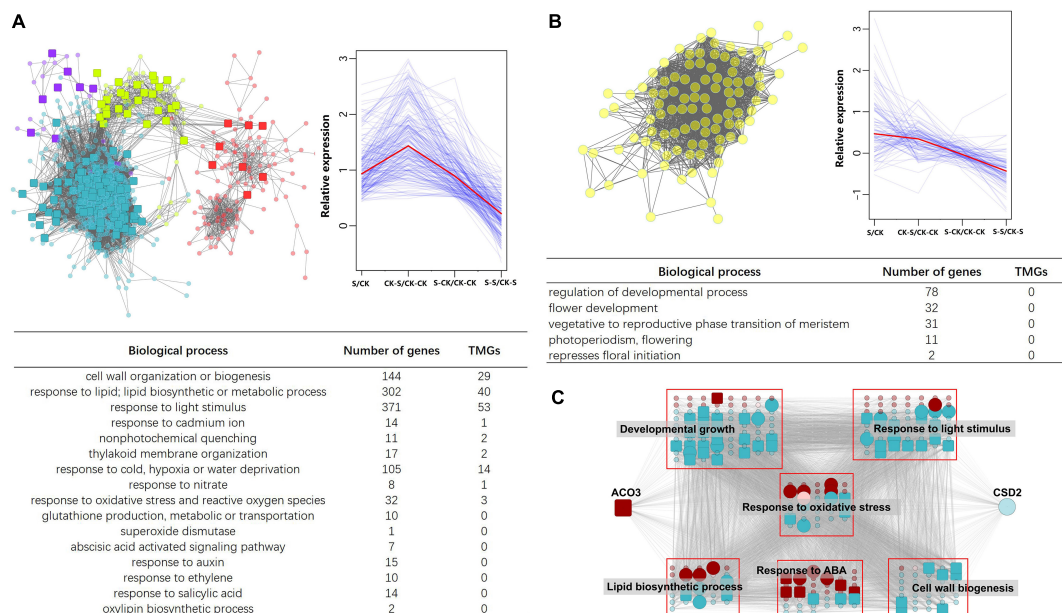 A
Relative expression
3
2
1
0
S/CK CK-S/CK-CK S-CK/CK-CK S-S/CK-S
Biological process Number of genes TMGs
cell wall organization or biogenesis 144 29
response to lipid; lipid biosynthetic or metabolic process 302 40
response to light stimulus 371 53
response to cadmium ion 14 1
nonphotochemical quenching 11 2
thylakoid membrane organization 17 2
response to cold, hypoxia or water deprivation 105 14
response to nitrate 8 1
response to oxidative stress and reactive oxygen species 32 3
glutathione production, metabolic or transportation 10 0
superoxide dismutase 1 0
abscisic acid activated signaling pathway 7 0
response to auxin 15 0
response to ethylene 10 0
response to salicylic acid 14 0
oxylipin biosynthetic process 2 0
B
Relative expression
3
2
1
0
−1
S/CK CK-S/CK-CK S-CK/CK-CK S-S/CK-S
Biological process Number of genes TMGs
regulation of developmental process 78 0
flower development 32 0
vegetative to reproductive phase transition of meristem 31 0
photoperiodism, flowering 11 0
represses floral initiation 2 0
C
Developmental growth
Response to light stimulus
ACO3
Response to oxidative stress
CSD2
Lipid biosynthetic process
Response to ABA
Cell wall biogenesis